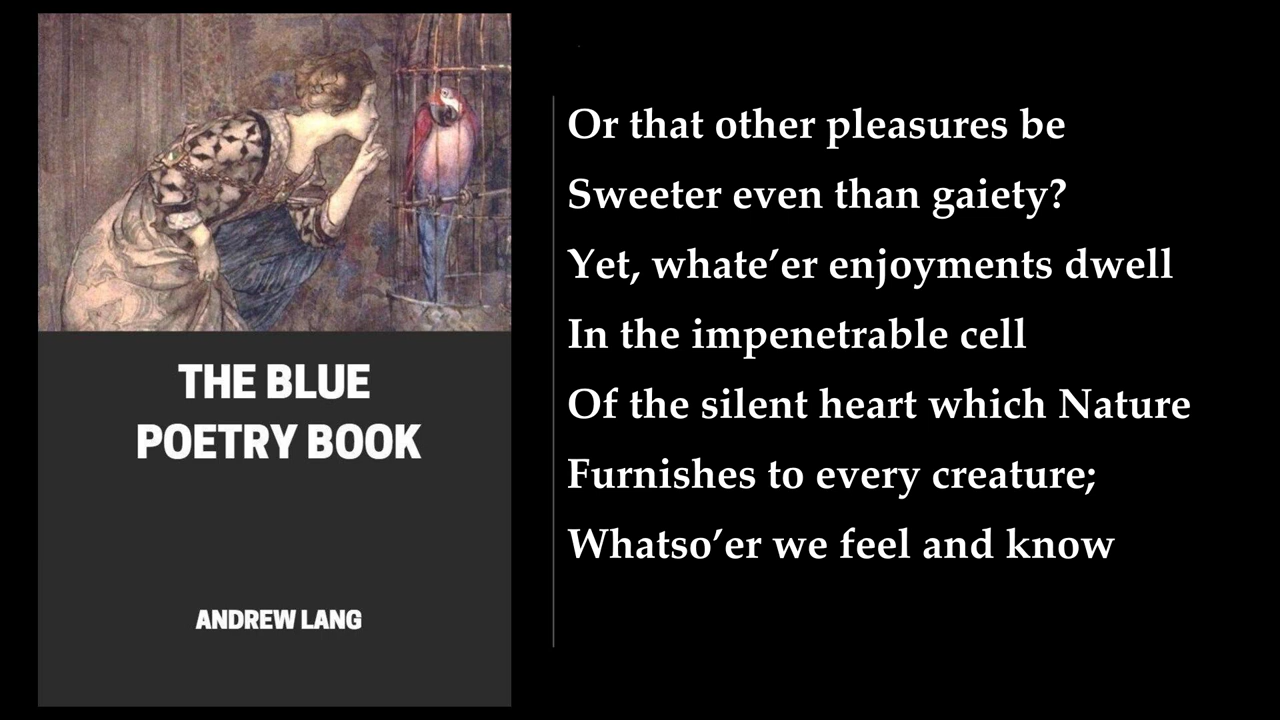 THE BLUE
POETRY BOOK
ANDREW LANG
Or that other pleasures be
Sweeter even than gaiety?
Yet, whate’er enjoyments dwell
In the impenetrable cell
Of the silent heart which Nature
Furnishes to every creature;
Whatso’er we feel and know